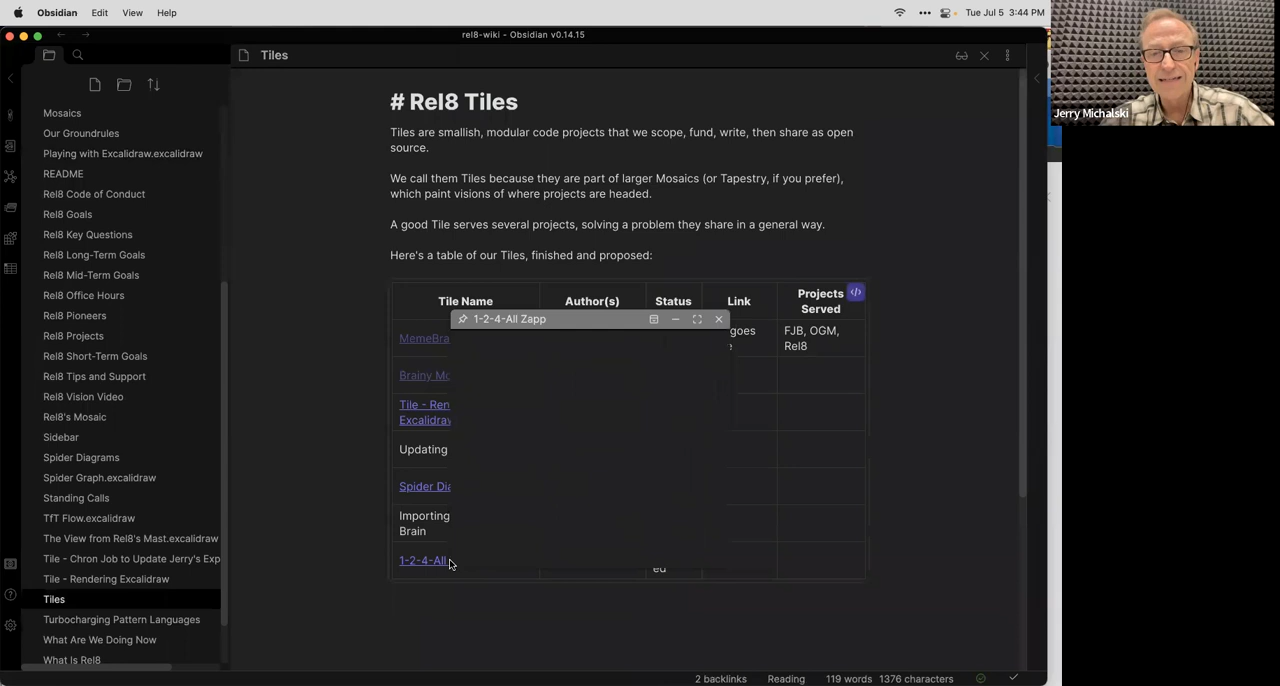 Obsidian Edit View Help
Tue Jul 5 3:44 PM
rel8-wiki - Obsidian v0.14.15
Jerry Michalski
Mosaics
Our Groundrules
Playing with Excalidraw.excalidraw
README
Rel8 Code of Conduct
Rel8 Goals
Rel8 Key Questions
Rel8 Long-Term Goals
Rel8 Mid-Term Goals
Rel8 Office Hours
Rel8 Pioneers
Rel8 Projects
Rel8 Short-Term Goals
Rel8 Tips and Support
Rel8 Vision Video
Rel8's Mosaic
Sidebar
Spider Diagrams
Spider Graph.excalidraw
Standing Calls
TfT Flow.excalidraw
The View from Rel8's Mast.excalidraw
Tile - Chron Job to Update Jerry's Exp
Tile - Rendering Excalidraw
Tiles
Turbocharging Pattern Languages
What Are We Doing Now
What Is Rel8
Tiles
# Rel8 Tiles
Tiles are smallish, modular code projects that we scope, fund, write, then share as open
source.
We call them Tiles because they are part of larger Mosaics (or Tapestry, if you prefer),
which paint visions of where projects are headed.
A good Tile serves several projects, solving a problem they share in a general way.
Here's a table of our Tiles, finished and proposed:
Tile Name Author(s) Status Link Projects
Served
1-2-4-All Zapp
MemeBra goes FJB, OGM,
Rel8
Brainy Mo
Tile - Ren
Excalidraw
Updating
Spider Dia
Importing
Brain
1-2-4-All
ed
2 backlinks Reading 119 words 1376 characters